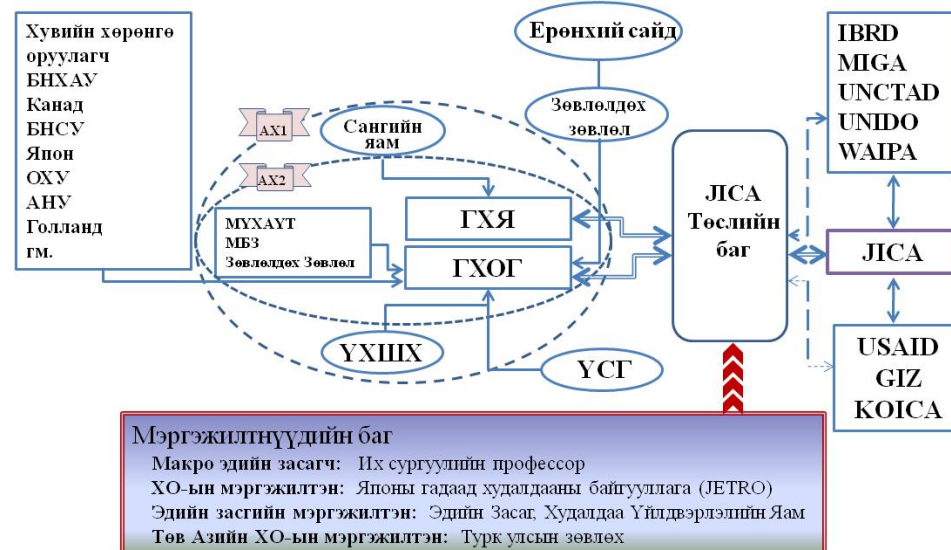 Хувийн хөрөнгө
оруулагч
БНХАУ
Канад
БНСУ
Япон
ОХУ
АНУ
Голланд
гм.
Ерөнхий сайд
Зөвлөлдөх
зөвлөл
АХ1
Сангийн
яам
АХ2
МҮХАҮТ
МБЗ
Зөвлөлдөх Зөвлөл
ГХЯ
ГХОГ
ҮХШХ
ҮСГ
JICA
Төслийн
баг
IBRD
MIGA
UNCTAD
UNIDO
WAIPA
JICA
USAID
GIZ
KOICA
Мэргэжилтнүүдийн баг
Макро эдийн засагч: Их сургуулийн профессор
ХО-ын мэргэжилтэн: Японы гадаад худалдааны байгууллага (JETRO)
Эдийн засгийн мэргэжилтэн: Эдийн Засаг, Худалдаа Үйлдвэрлэлийн Яам
Төв Азийн ХО-ын мэргэжилтэн: Турк улсын зөвлөх